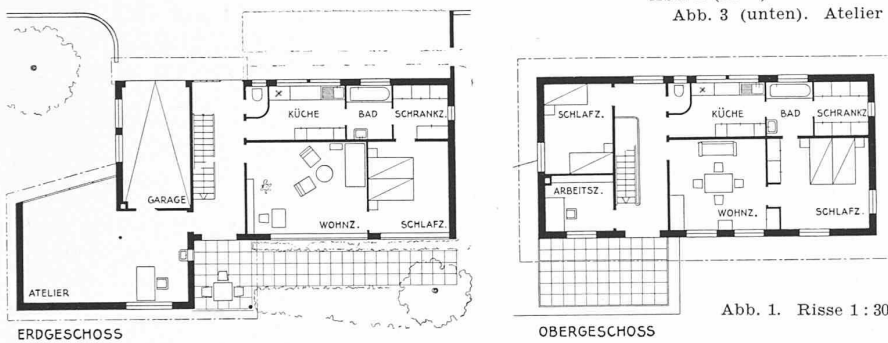 Abb. 3 (unten). Atelier
KÜCHE
BAD
SCHRANKZ.
GARAGE
WOHNZ.
SCHLAFZ.
ATELIER
ERDGESCHOSS
SCHLAFZ.
KÜCHE
BAD
SCHRANKZ.
ARBEITSZ.
WOHNZ.
SCHLAFZ.
OBERGESCHOSS
Abb. 1. Risse 1 : 30